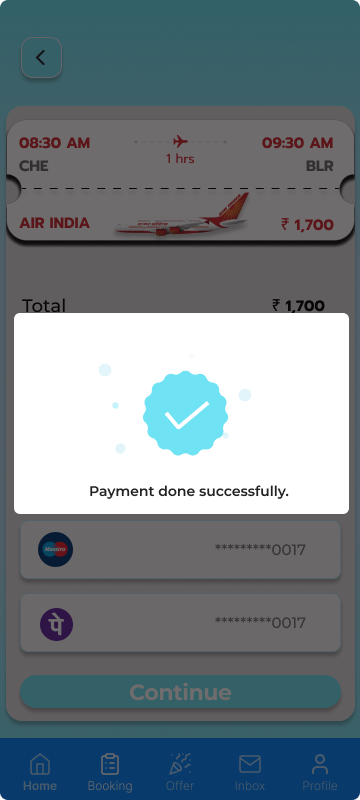 08:30 AM
09:30 AM
1 hrs
CHE
BLR
AIR INDIA
₹ 1,700
Total
₹ 1,700
Payment done successfully.
Maestro
*********0017
पे
*********0017
Continue
Home
Booking
Offer
Inbox
Profile